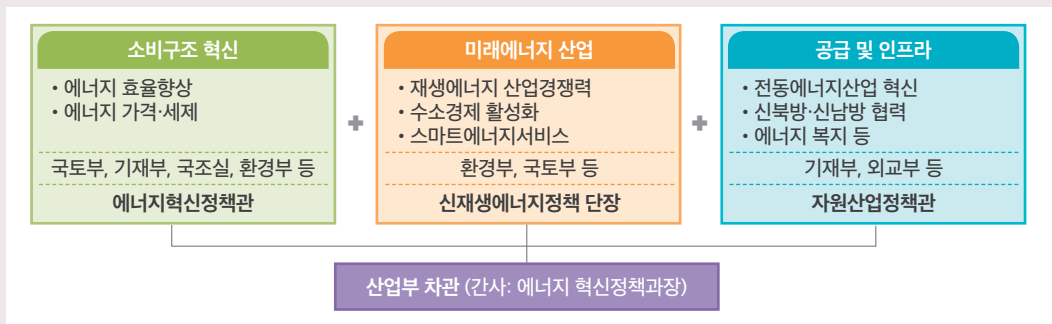 소비구조 혁신
• 에너지 효율향상
• 에너지 가격·세제
국토부, 기재부, 국조실, 환경부 등
에너지혁신정책관
+
미래에너지 산업
• 재생에너지 산업경쟁력
• 수소경제 활성화
• 스마트에너지서비스
환경부, 국토부 등
신재생에너지정책 단장
+
공급 및 인프라
• 전동에너지산업 혁신
• 신북방·신남방 협력
• 에너지 복지 등
기재부, 외교부 등
자원산업정책관
산업부 차관 (간사: 에너지 혁신정책과장)